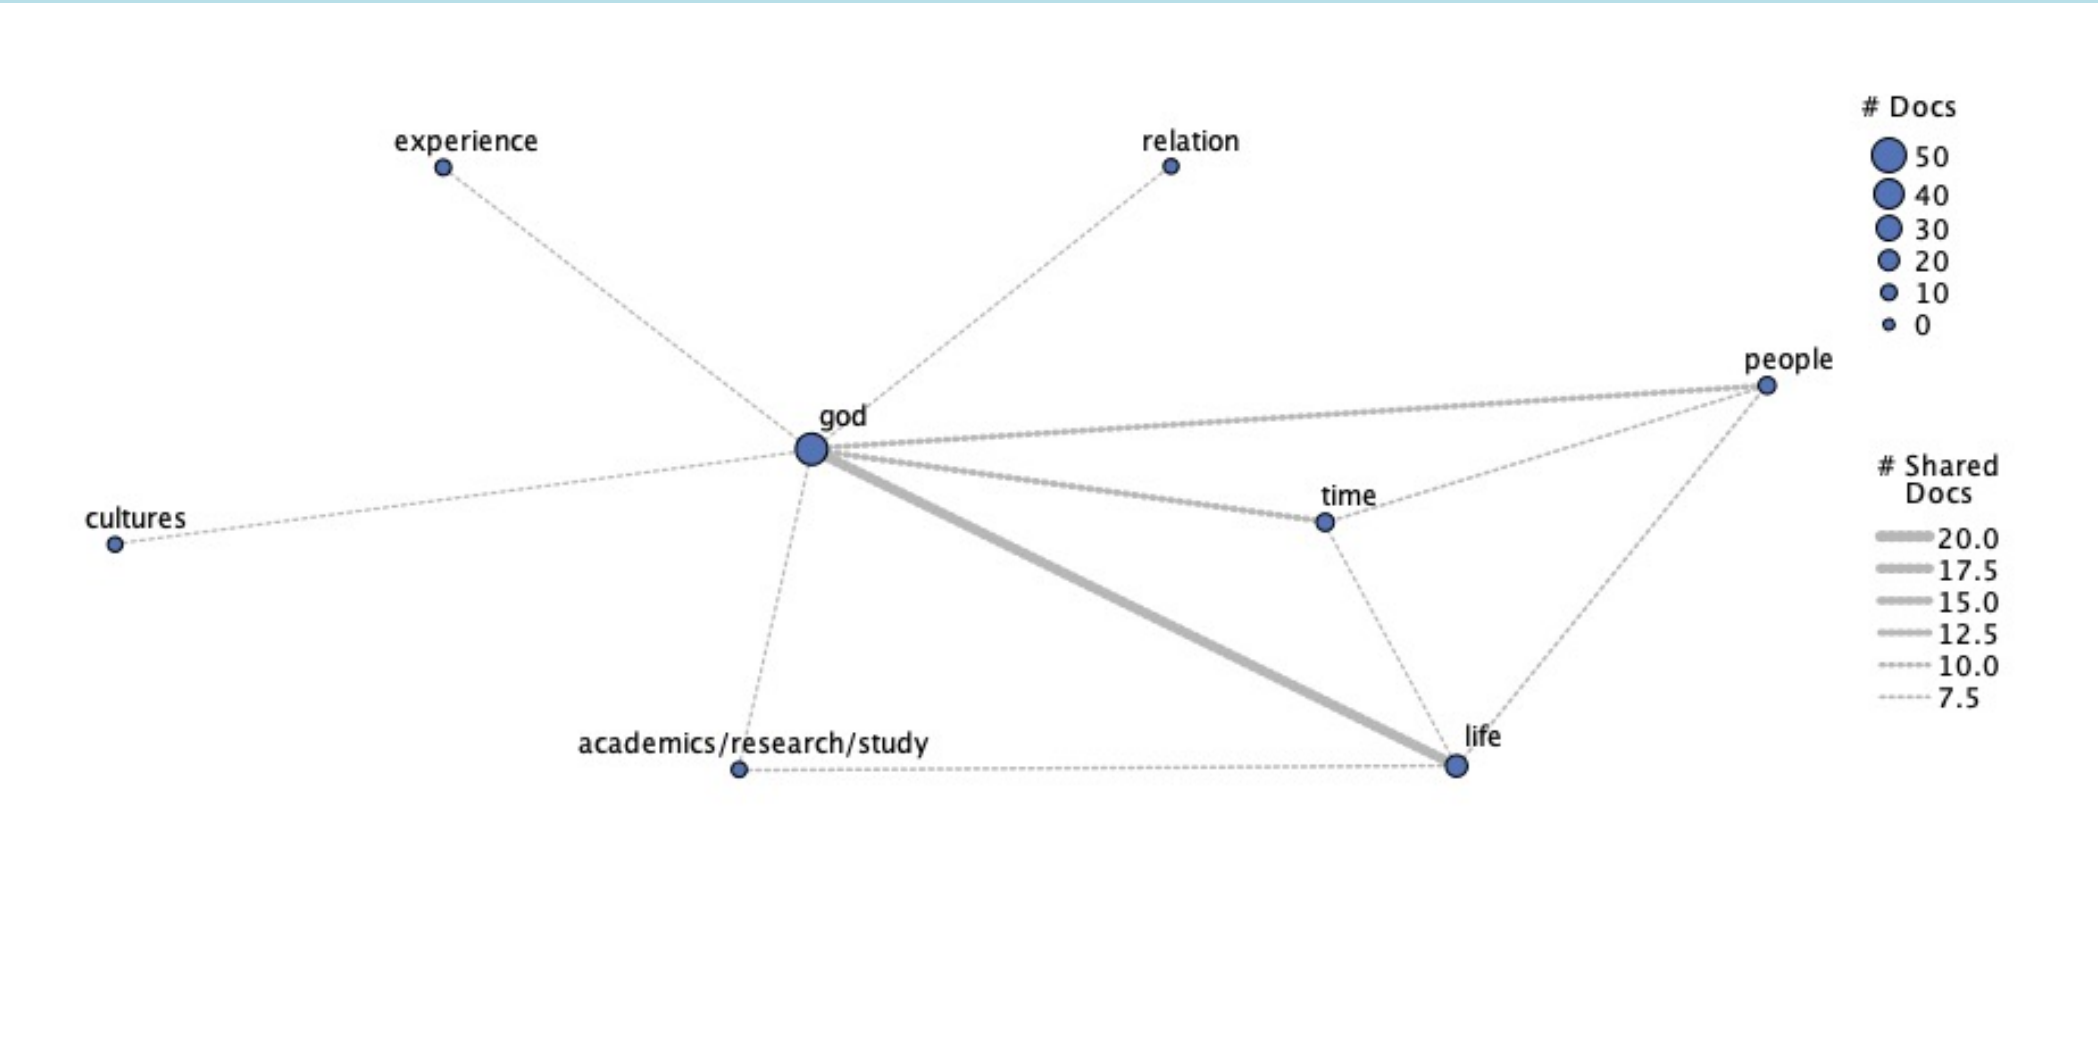 experience
relation
god
people
cultures
time
academics/research/study
life
# Docs
50
40
30
20
10
0
# Shared
Docs
20.0
17.5
15.0
12.5
10.0
7.5